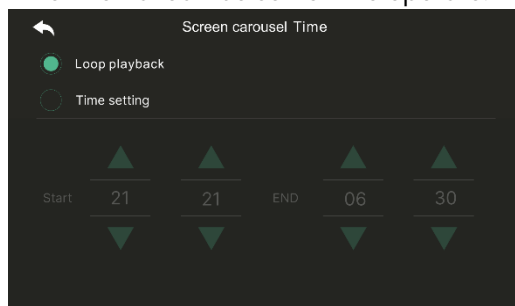 Screen carousel Time
Loop playback
Time setting
Start 21 21 END 06 30